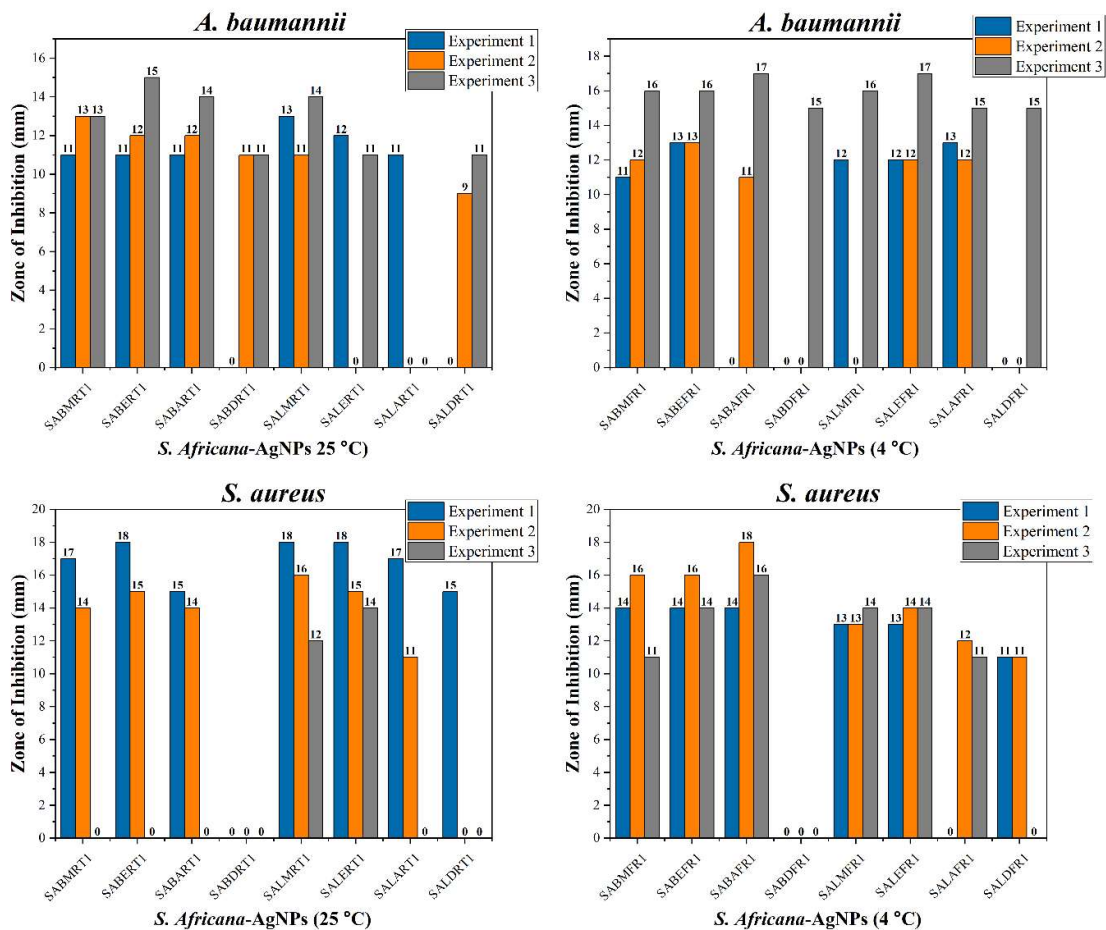 A. baumannii
Experiment 1
Experiment 2
Experiment 3
Zone of Inhibition (mm)
16
14
12
10
8
6
4
2
0
11 13 13
11 12 15
11 12 14
0 11 11
13 11 14
12 0 11
11 0 0
0 9 11
SABMRT1 SABERT1 SABART1 SABDRT1 SALMRT1 SALERT1 SALART1 SALDRT1
S. Africana-AgNPs 25 °C)
A. baumannii
Experiment 1
Experiment 2
Experiment 3
Zone of Inhibition (mm)
18
16
14
12
10
8
6
4
2
0
11 12 16
13 13 16
0 11 17
0 0 15
12 0 16
12 12 17
13 12 15
0 0 15
SABMFR1 SABEFR1 SABAFR1 SABDFR1 SALMFR1 SALEFR1 SALAFR1 SALDFR1
S. Africana-AgNPs (4 °C)
S. aureus
Experiment 1
Experiment 2
Experiment 3
Zone of Inhibition (mm)
20
18
16
14
12
10
8
6
4
2
0
17 14 0
18 15 0
15 14 0
0 0 0
18 16 12
18 15 14
17 11 0
15 0 0
SABMRT1 SABERT1 SABART1 SABDRT1 SALMRT1 SALERT1 SALART1 SALDRT1
S. Africana-AgNPs (25 °C)
S. aureus
Experiment 1
Experiment 2
Experiment 3
Zone of Inhibition (mm)
20
18
16
14
12
10
8
6
4
2
0
14 16 11
14 16 14
14 18 16
0 0 0
13 13 14
13 14 14
0 12 11
11 11 0
SABMFR1 SABEFR1 SABAFR1 SABDFR1 SALMFR1 SALEFR1 SALAFR1 SALDFR1
S. Africana-AgNPs (4 °C)